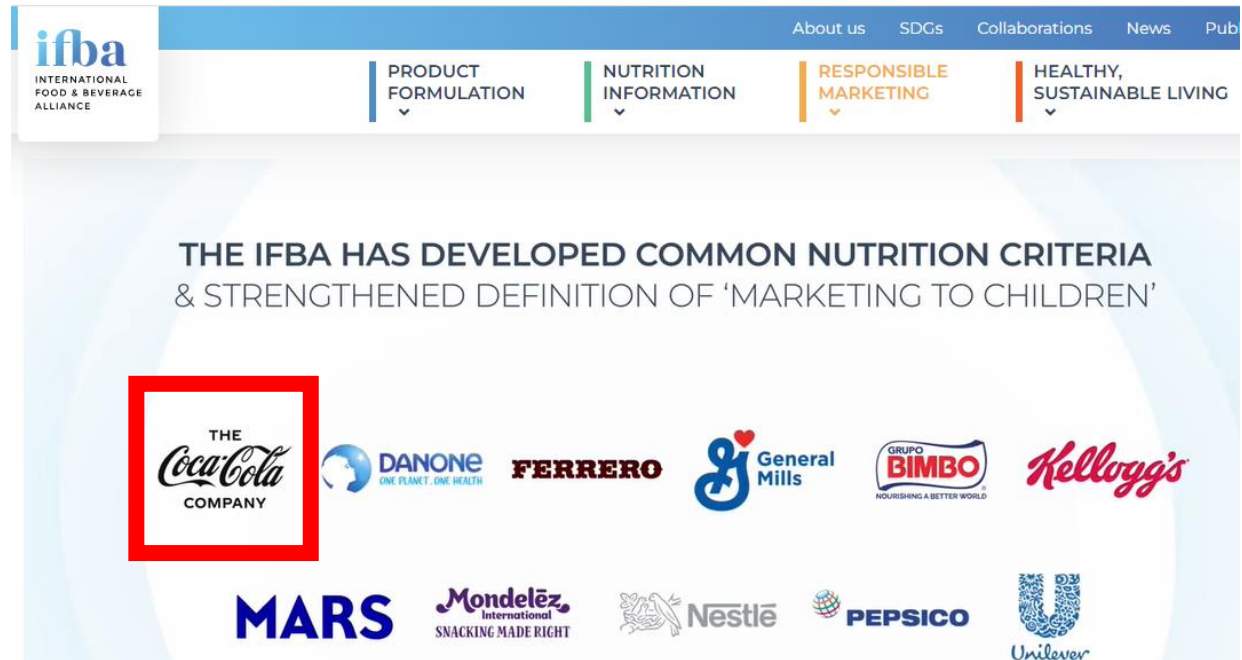 ifba
INTERNATIONAL
FOOD & BEVERAGE
ALLIANCE
About us SDGs Collaborations News Publ
PRODUCT
FORMULATION
NUTRITION
INFORMATION
RESPONSIBLE
MARKETING
HEALTHY,
SUSTAINABLE LIVING
THE IFBA HAS DEVELOPED COMMON NUTRITION CRITERIA
& STRENGTHENED DEFINITION OF ‘MARKETING TO CHILDREN’
THE
Coca-Cola
COMPANY
DANONE
ONE PLANET. ONE HEALTH
FERRERO
General
Mills
GRUPO
BIMBO
NOURISHING A BETTER WORLD
Kellogg's
MARS
Mondelēz
International
SNACKING MADE RIGHT
Nestlé
PEPSICO
Unilever